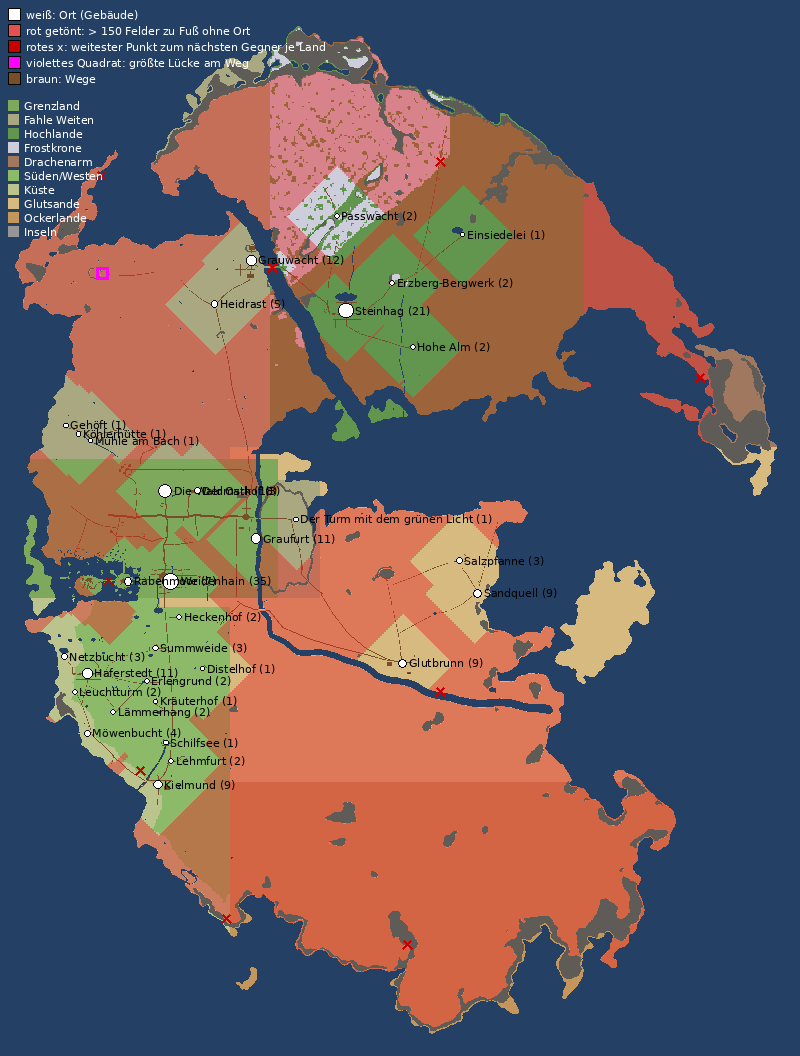 weiß: Ort (Gebäude)
rot getönt: > 150 Felder zu Fuß ohne Ort
rotes x: weitester Punkt zum nächsten Gegner je Land
violettes Quadrat: größte Lücke am Weg
braun: Wege
Grenzland
Fahle Weiten
Hochlande
Frostkrone
Drachenarm
Süden/Westen
Küste
Glutsande
Ockerlande
Inseln
Passwacht (2)
Einsiedelei (1)
Grauwacht (12)
Erzberg-Bergwerk (2)
Heidrast (5)
Steinhag (21)
Hohe Alm (2)
Gehöft (1)
Köhlerhütte (1)
Mühle am Bach (1)
Die
Der Turm mit dem grünen Licht (1)
Graufurt (11)
Salzpfanne (3)
(35)
Sandquell (9)
Heckenhof (2)
Summweide (3)
Netzbucht (3)
Glutbrunn (9)
Distelhof (1)
Haferstedt (11)
Erlengrund (2)
Leuchtturm (2)
Kräuterhof (1)
Lämmerhang (2)
Möwenbucht (4)
Schilfsee (1)
Lehmfurt (2)
Kielmund (9)